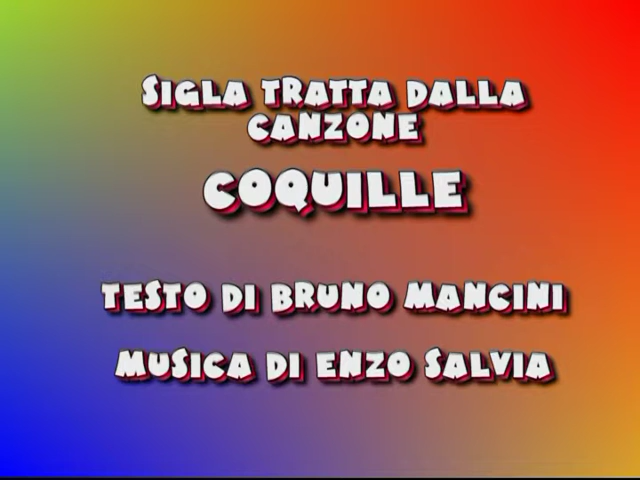 SIGLA TRATTA DALLA
CANZONE
COQUILLE
TESTO DI BRUNO MANCINI
MUSICA DI ENZO SALVIA